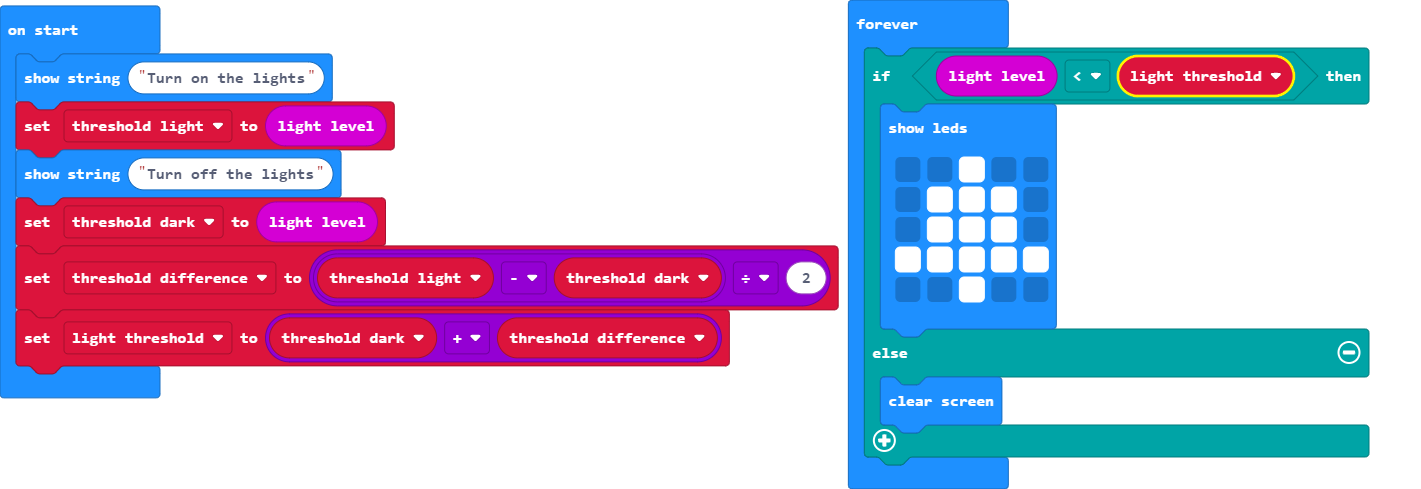 on start
show string "Turn on the lights"
set threshold light to light level
show string "Turn off the lights"
set threshold dark to light level
set threshold difference to threshold light - threshold dark ÷ 2
set light threshold to threshold dark + threshold difference
forever
if light level < light threshold then
show leds
else
clear screen